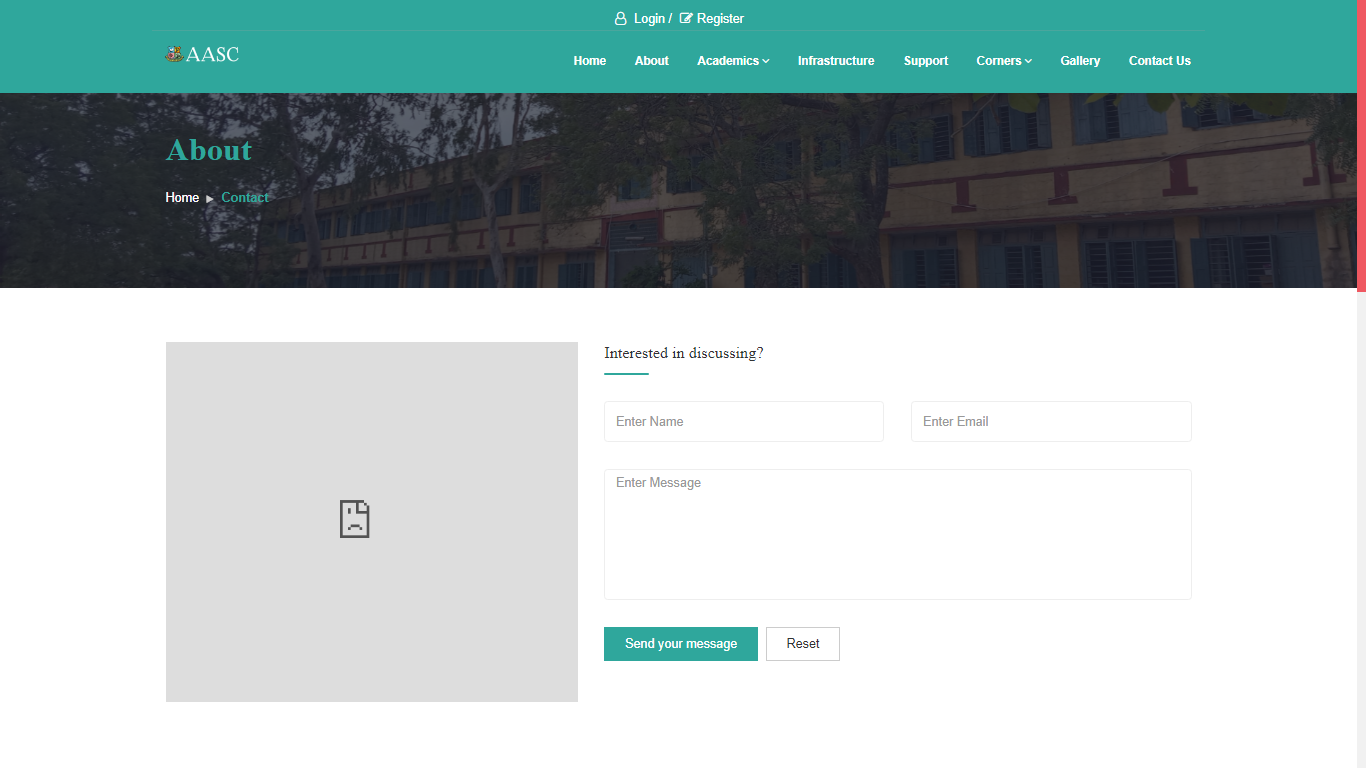 Login / Register
AASC
Home About Academics Infrastructure Support Corners Gallery Contact Us
About
Home ▸ Contact
Interested in discussing?
Enter Name
Enter Email
Enter Message
Send your message
Reset